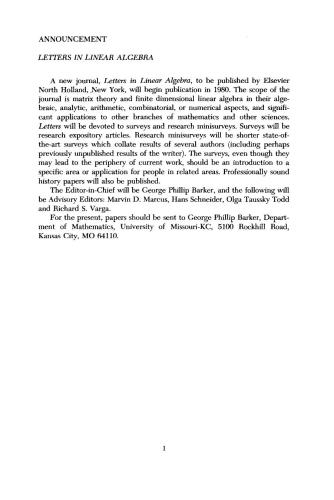 ANNOUNCEMENT
LETTERS IN LINEAR ALGEBRA
A new journal, Letters in Linear Algebra, to be published by Elsevier
North Holland, New York, will begin publication in 1980. The scope of the
journal is matrix theory and finite dimensional linear algebra in their alge-
braic, analytic, arithmetic, combinatorial, or numerical aspects, and signifi-
cant applications to other branches of mathematics and other sciences.
Letters will be devoted to surveys and research minisurveys. Surveys will be
research expository articles. Research minisurveys will be shorter state-of-
the-art surveys which collate results of several authors (including perhaps
previously unpublished results of the writer). The surveys, even though they
may lead to the periphery of current work, should be an introduction to a
specific area or application for people in related areas. Professionally sound
history papers will also be published.
The Editor-in-Chief will be George Phillip Barker, and the following will
be Advisory Editors: Marvin D. Marcus, Hans Schneider, Olga Taussky Todd
and Richard S. Varga.
For the present, papers should be sent to George Phillip Barker, Depart-
ment of Mathematics, University of Missouri-KC, 5100 Rockhill Road,
Kansas City, MO 64110.
1